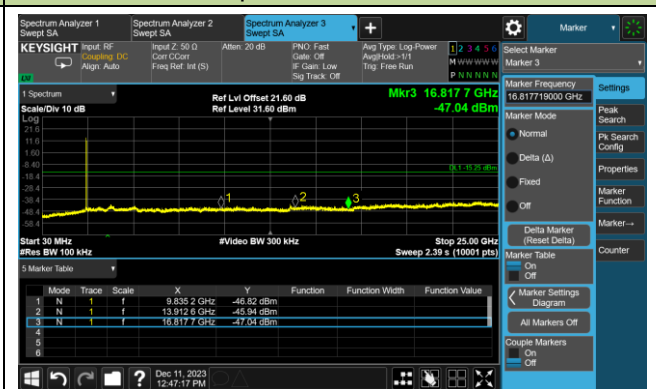 Spectrum Analyzer 1
Swept SA
Spectrum Analyzer 2
Swept SA
Spectrum Analyzer 3
Swept SA
Marker
KEYSIGHT
Input: RF
Coupling: DC
Align: Auto
Input Z: 50 Ω
Corr CCorr
Freq Ref: Int (S)
Atten: 20 dB
PNO: Fast
Gate: Off
IF Gain: Low
Sig Track: Off
Avg Type: Log-Power
Avg|Hold:>1/1
Trig: Free Run
1 2 3 4 5 6
M W W W W W
P N N N N N
LXI
1 Spectrum
Scale/Div 10 dB
Ref Lvl Offset 21.60 dB
Ref Level 31.60 dBm
Mkr3 16.817 7 GHz
-47.04 dBm
Log
21.6
11.6
1.60
-8.40
-18.4
-28.4
-38.4
-48.4
-58.4
DL1 -15.25 dBm
1
2
3
Start 30 MHz
#Res BW 100 kHz
#Video BW 300 kHz
Stop 25.00 GHz
Sweep 2.39 s (10001 pts)
5 Marker Table
Mode Trace Scale X Y Function Function Width Function Value
1 N 1 f 9.835 2 GHz -46.82 dBm
2 N 1 f 13.912 6 GHz -45.94 dBm
3 N 1 f 16.817 7 GHz -47.04 dBm
4
5
6
Select Marker
Marker 3
Marker Frequency
16.817719000 GHz
Marker Mode
Normal
Delta (Δ)
Fixed
Off
Delta Marker
(Reset Delta)
Marker Table
On
Off
Marker Settings
Diagram
All Markers Off
Couple Markers
On
Off
Settings
Peak
Search
Pk Search
Config
Properties
Marker
Function
Marker→
Counter
?
Dec 11, 2023
12:47:17 PM